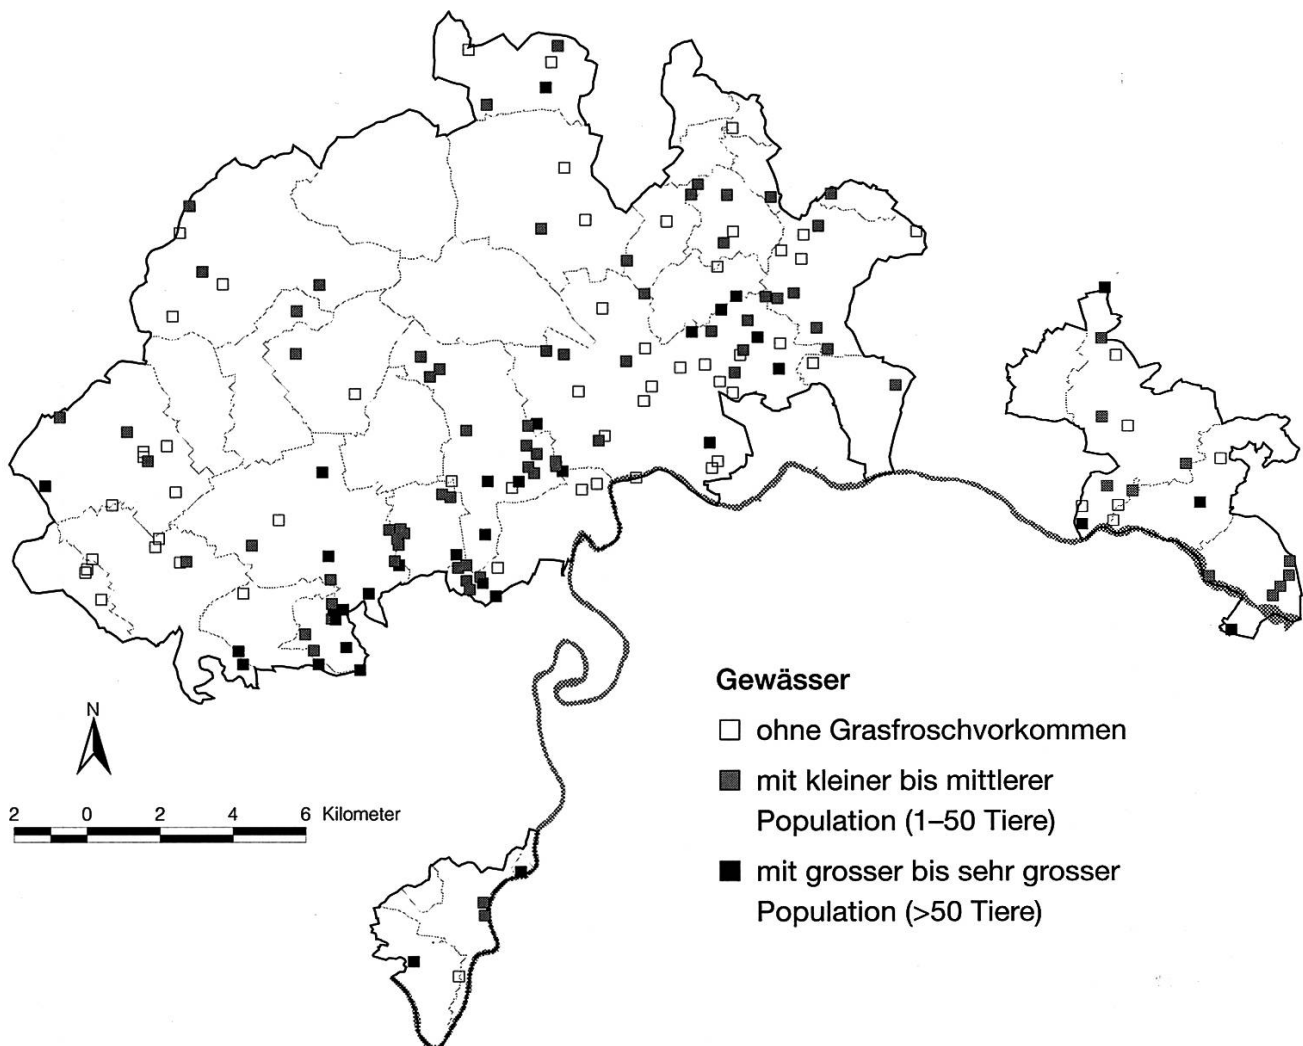 Gewässer
ohne Grasfroschvorkommen
mit kleiner bis mittlerer
Population (1–50 Tiere)
mit grosser bis sehr grosser
Population (>50 Tiere)
N
2 0 2 4 6 Kilometer